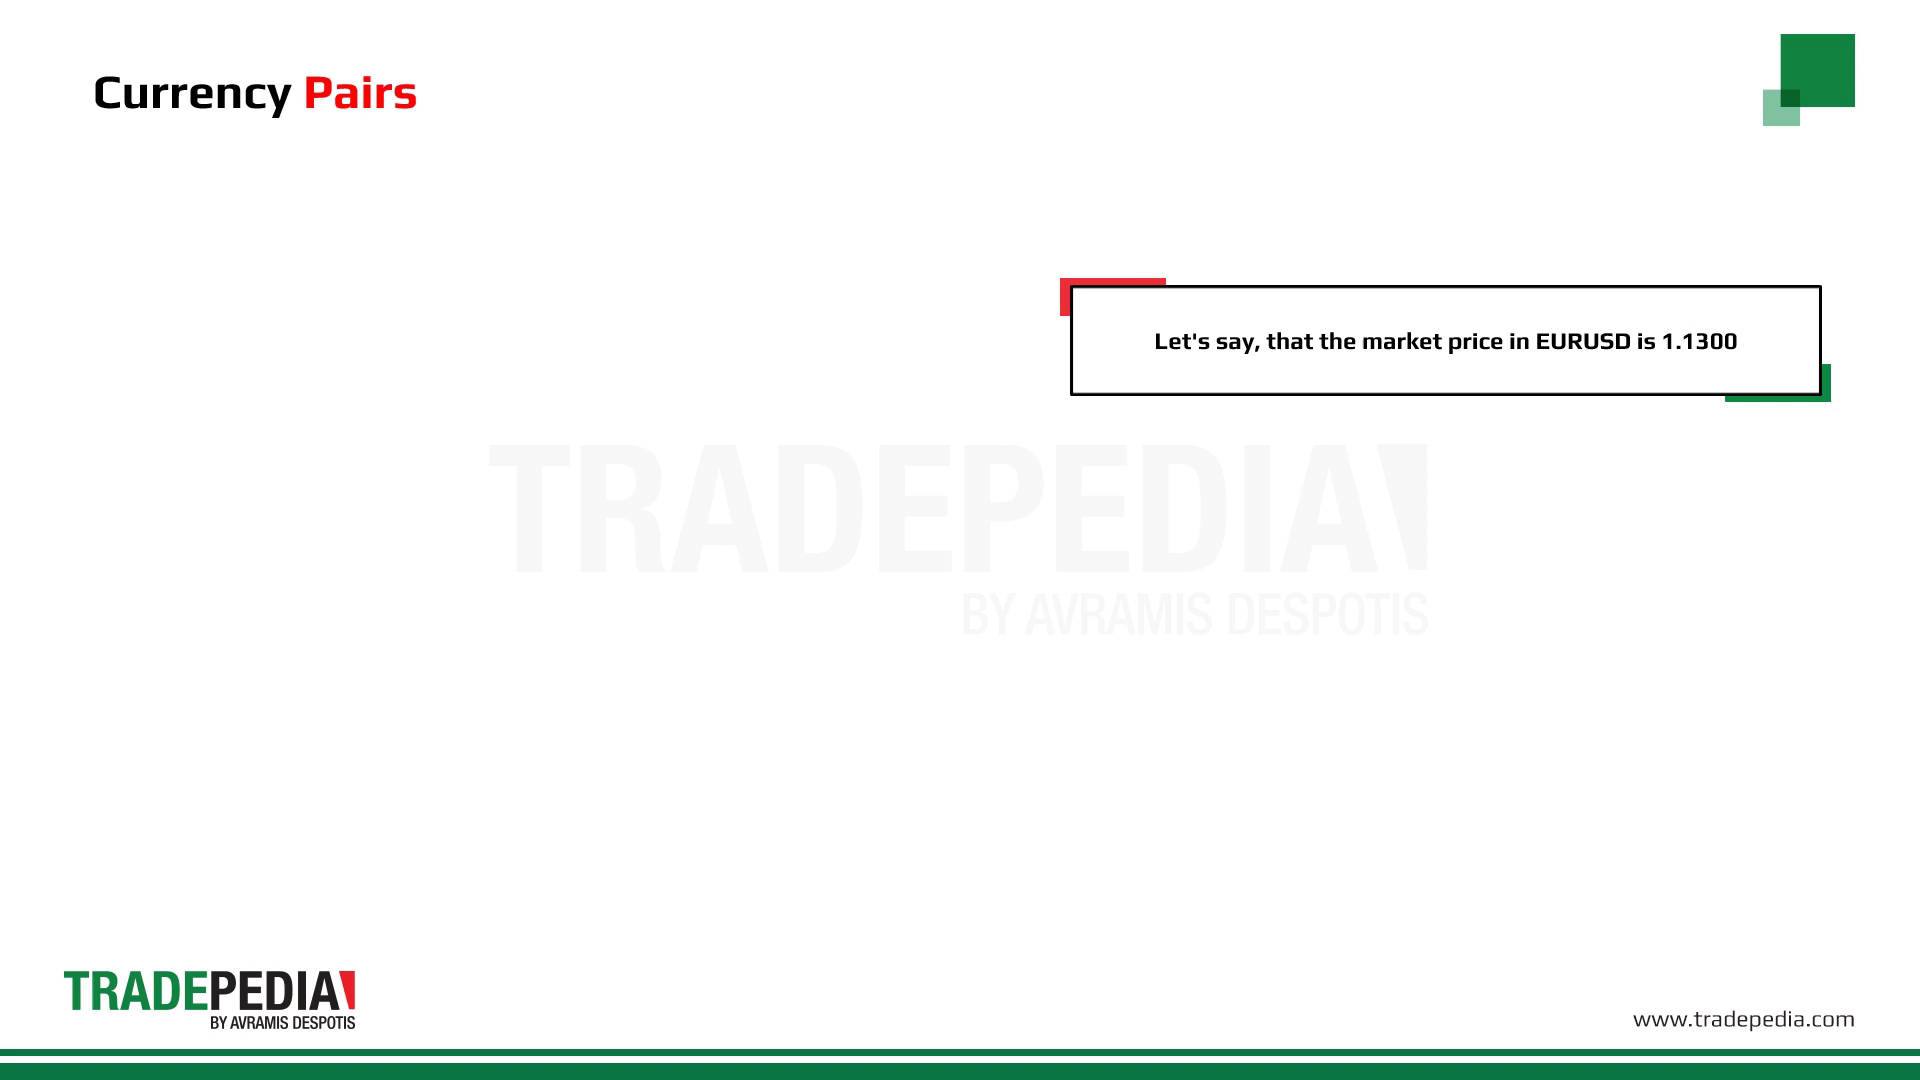 Currency Pairs
Let's say, that the market price in EURUSD is 1.1300
TRADEPEDIA
BY AVRAMIS DESPOTIS
TRADEPEDIA
BY AVRAMIS DESPOTIS
www.tradepedia.com